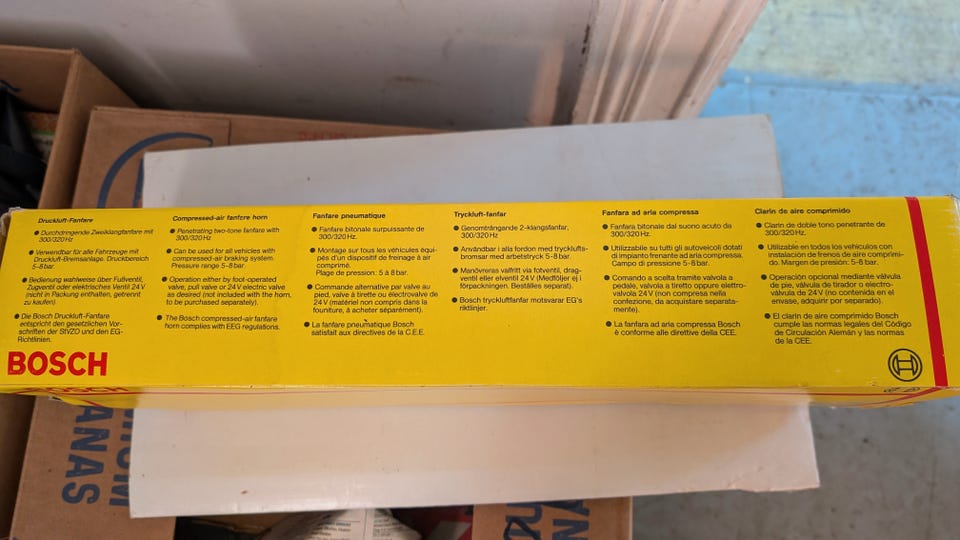 Druckluft-Fanfare
● Durchdringende Zweiklangfanfare mit
300/320 Hz
● Verwendbar für Fahrzeuge mit
Druckluft-Bremsanlage. Druckbereich
5–8 bar.
● Bedienung wahlweise über Fußventil,
Zugventil oder elektrisches Ventil 24 V
(nicht in Packung enthalten, getrennt
zu kaufen)
● Die Bosch Druckluft-Fanfare
entspricht den gesetzlichen Vor-
schriften der StVZO und den EG-
Richtlinien.
Compressed-air fanfare horn
● Penetrating two-tone fanfare with
300/320 Hz
● Can be used for all vehicles with
compressed-air braking system.
Pressure range 5–8 bar.
● Operation either by foot-operated
valve, pull valve or 24 V electric valve
as desired (not included with the horn,
to be purchased separately).
● The Bosch compressed-air fanfare
horn complies with EEG regulations.
Fanfare pneumatique
● Fanfare bitonale surpuissante de
300/320 Hz.
● Montage sur tous les véhicules équi-
pés d'un dispositif de freinage à air
comprimé.
Plage de pression: 5 à 8 bar.
● Commande alternative par valve au
pied, valve à tirette ou électrovalve de
24 V (matériel non compris dans la
fourniture, à acheter séparément).
● La fanfare pneumatique Bosch
satisfait aux directives de la C.E.E.
Tryckluft-fanfar
● Genomträngande 2-klangsfanfar,
300/320 Hz.
● Användbar i alla fordon med trycklufts-
bromsar med arbetstryck 5–8 bar.
● Manövreras valfritt via fotventil, drag-
ventil eller elventil 24 V (Medföljer ej i
förpackningen. Beställes separat).
● Bosch tryckluftfanfar motsvarar EG's
riktlinjer.
Fanfara ad aria compressa
● Fanfara bitonale dal suono acuto di
300/320 Hz.
● Utilizzabile su tutti gli autoveicoli dotati
di impianto frenante ad aria compressa.
Campo di pressione 5–8 bar.
● Comando a scelta tramite valvola a
pedale, valvola a tiretto oppure elettro-
valvola 24 V (non compresa nella
confezione, da acquistare separata-
mente).
● La fanfara ad aria compressa Bosch
è conforme alle direttive della CEE.
Clarin de aire comprimido
● Clarin de doble tono penetrante de
300/320 Hz.
● Utilizable en todos los vehiculos con
instalación de frenos de aire comprimi-
do. Margen de presión: 5–8 bar.
● Operación opcional mediante válvula
de pie, válvula de tirador o electro-
válvula de 24 V (no contenida en el
envase, adquirir por separado).
● El clarin de aire comprimido Bosch
cumple las normas legales del Código
de Circulación Alemán y las normas
de la CEE.
BOSCH
BOSCH
ANAS